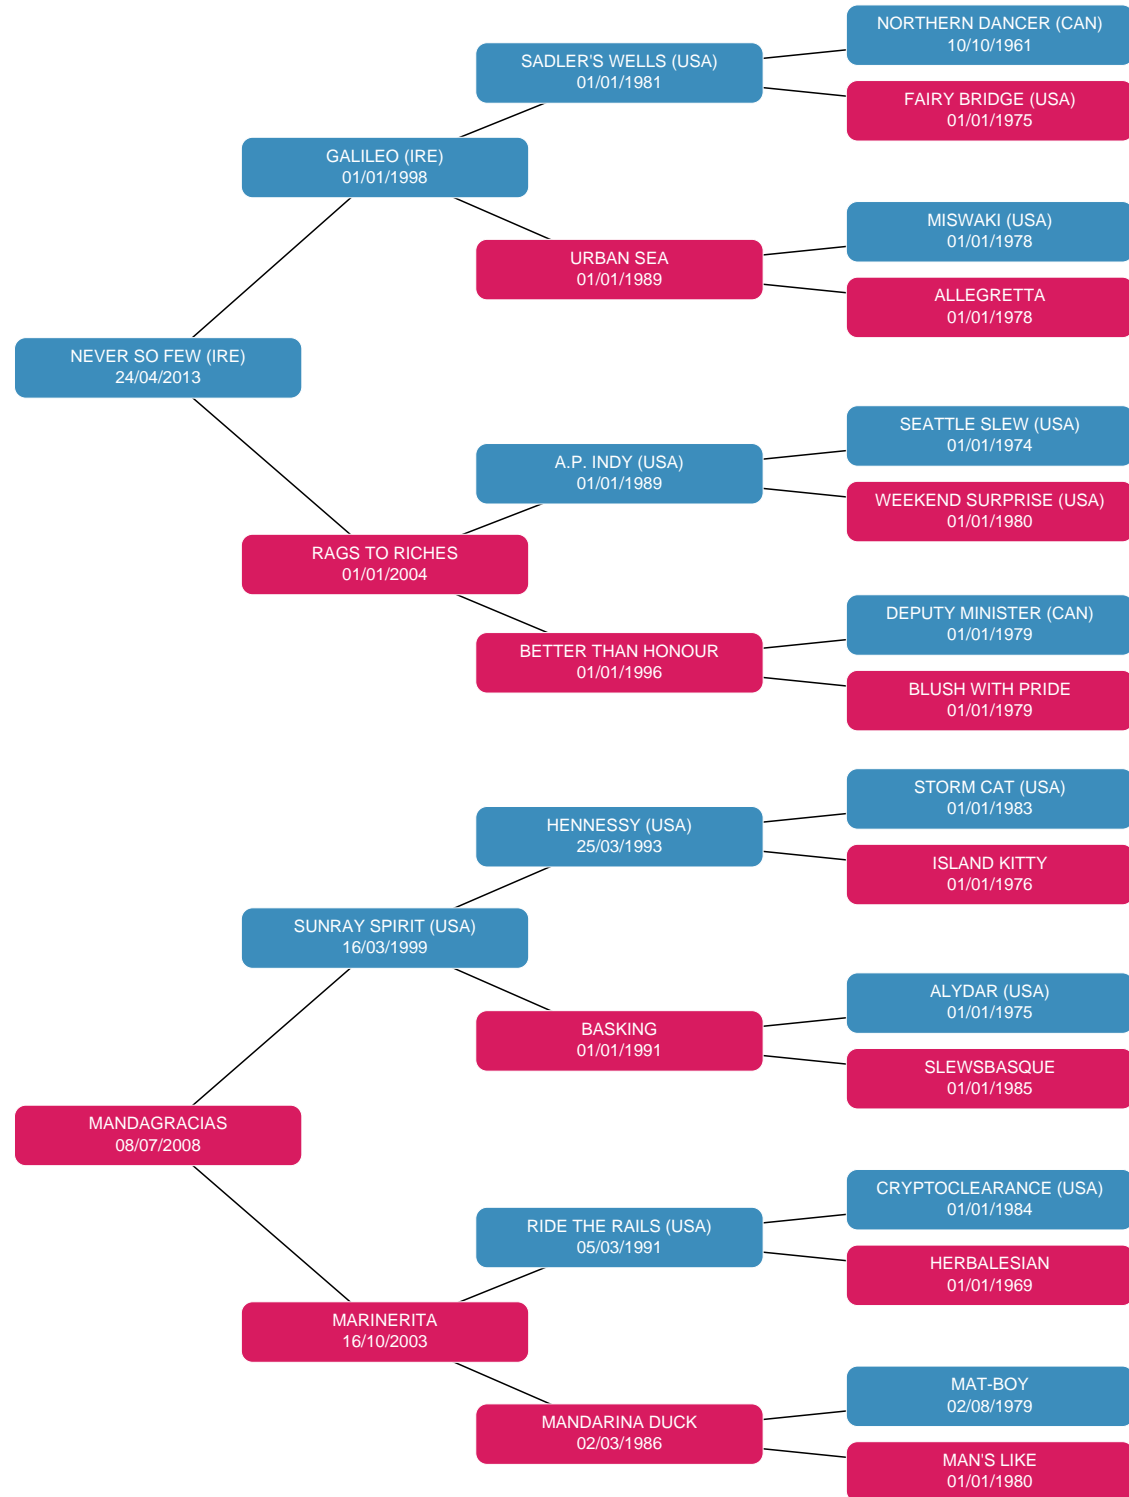 NORTHERN DANCER (CAN)
10/10/1961
SADLER'S WELLS (USA)
01/01/1981
FAIRY BRIDGE (USA)
01/01/1975
GALILEO (IRE)
01/01/1998
MISWAKI (USA)
01/01/1978
URBAN SEA
01/01/1989
ALLEGRETTA
01/01/1978
NEVER SO FEW (IRE)
24/04/2013
SEATTLE SLEW (USA)
01/01/1974
A.P. INDY (USA)
01/01/1989
WEEKEND SURPRISE (USA)
01/01/1980
RAGS TO RICHES
01/01/2004
DEPUTY MINISTER (CAN)
01/01/1979
BETTER THAN HONOUR
01/01/1996
BLUSH WITH PRIDE
01/01/1979
STORM CAT (USA)
01/01/1983
HENNESSY (USA)
25/03/1993
ISLAND KITTY
01/01/1976
SUNRAY SPIRIT (USA)
16/03/1999
ALYDAR (USA)
01/01/1975
BASKING
01/01/1991
SLEWSBASQUE
01/01/1985
MANDAGRACIAS
08/07/2008
CRYPTOCLEARANCE (USA)
01/01/1984
RIDE THE RAILS (USA)
05/03/1991
HERBALESIAN
01/01/1969
MARINERITA
16/10/2003
MAT-BOY
02/08/1979
MANDARINA DUCK
02/03/1986
MAN'S LIKE
01/01/1980